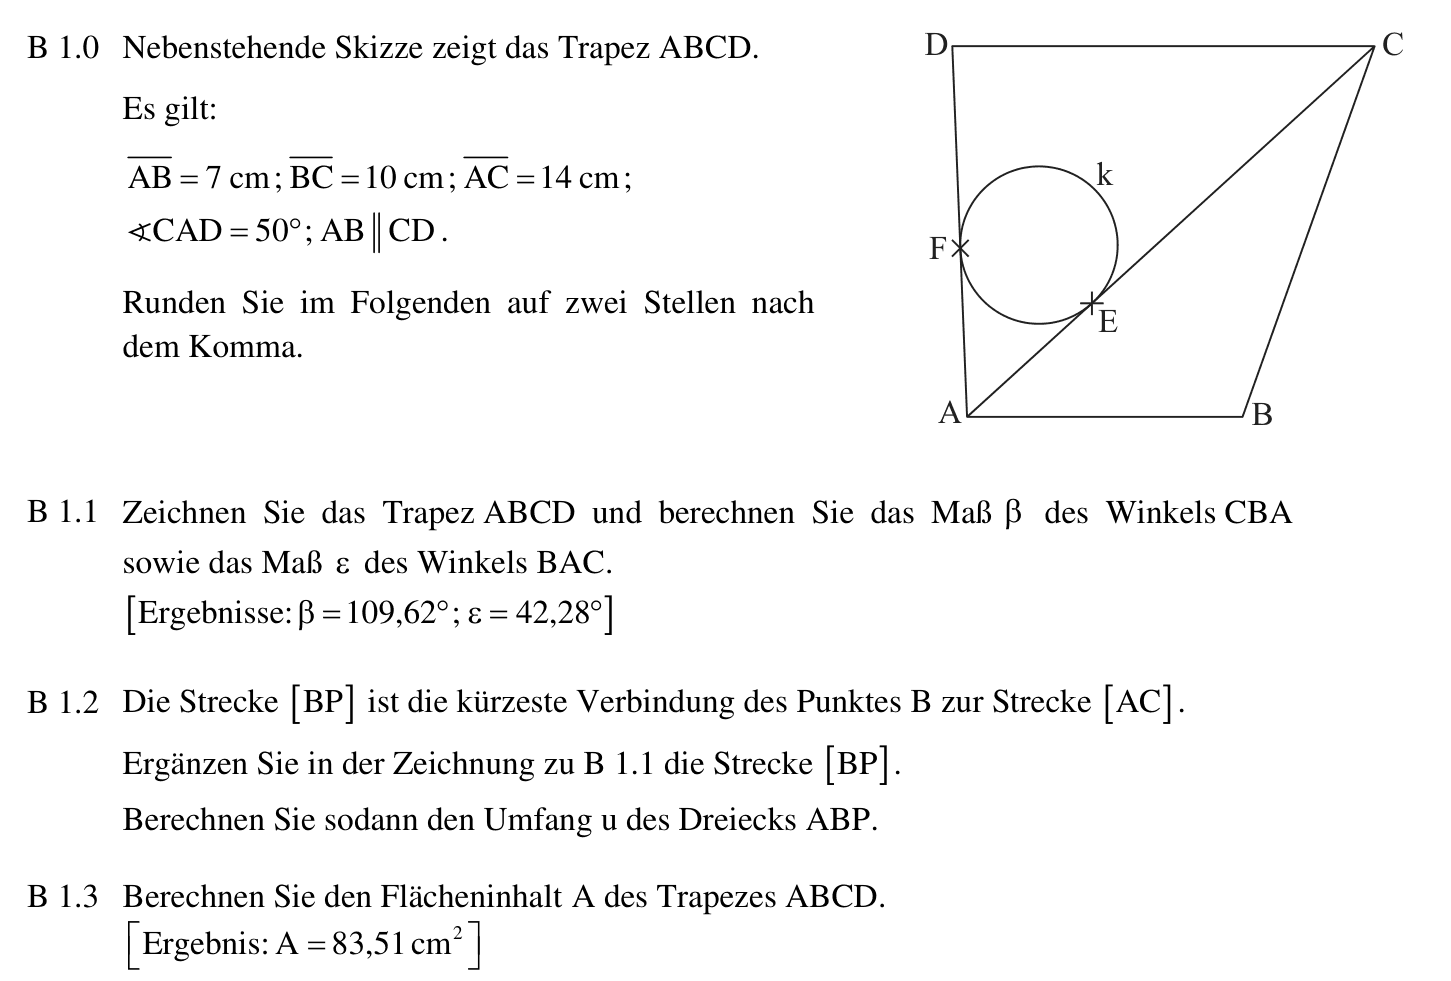 B 1.0 Nebenstehende Skizze zeigt das Trapez ABCD.
Es gilt:
A̅B̅ = 7 cm; B̅C̅ = 10 cm; A̅C̅ = 14 cm;
∢CAD = 50°; AB ∥ CD.
Runden Sie im Folgenden auf zwei Stellen nach
dem Komma.
D
C
k
F
E
A
B
B 1.1 Zeichnen Sie das Trapez ABCD und berechnen Sie das Maß β des Winkels CBA
sowie das Maß ε des Winkels BAC.
[Ergebnisse: β = 109,62°; ε = 42,28°]
B 1.2 Die Strecke [BP] ist die kürzeste Verbindung des Punktes B zur Strecke [AC].
Ergänzen Sie in der Zeichnung zu B 1.1 die Strecke [BP].
Berechnen Sie sodann den Umfang u des Dreiecks ABP.
B 1.3 Berechnen Sie den Flächeninhalt A des Trapezes ABCD.
[Ergebnis: A = 83,51 cm²]